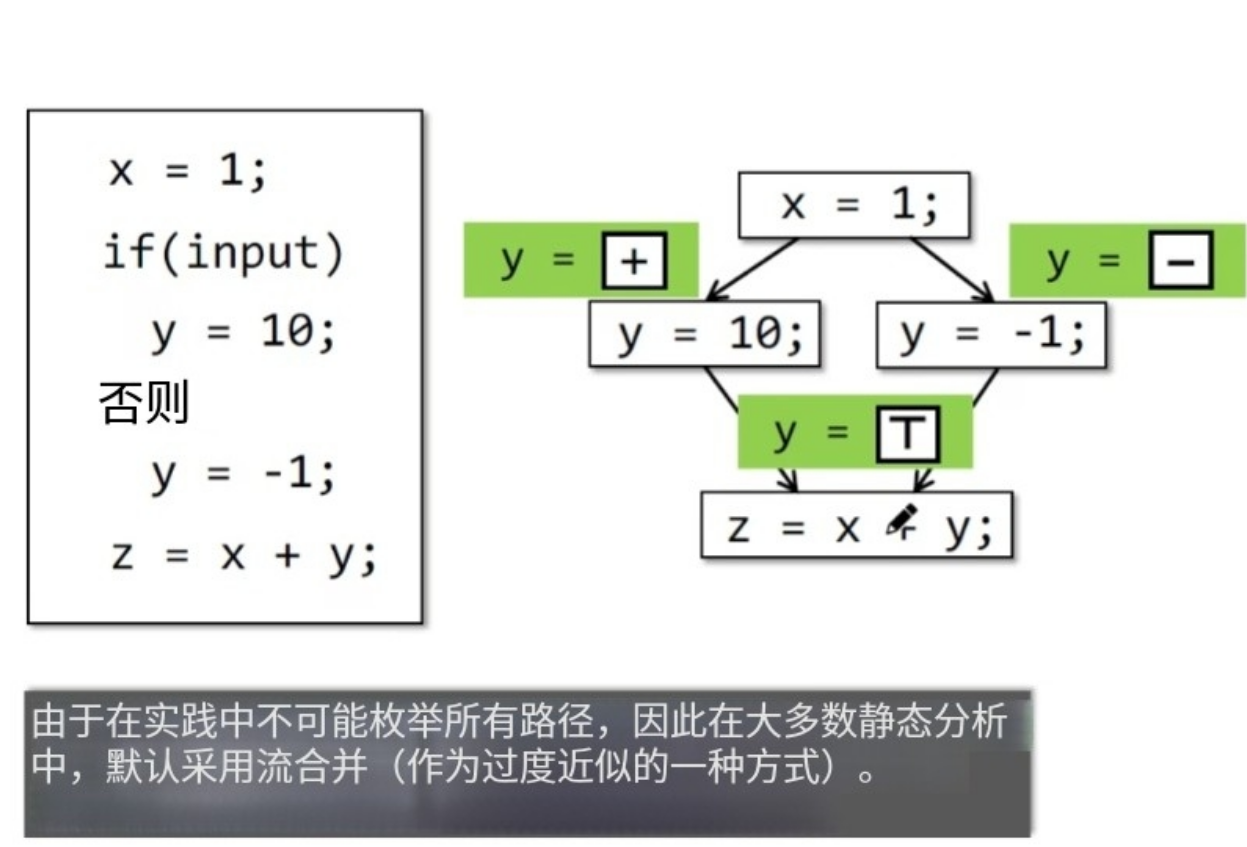 x = 1;
if(input)
y = 10;
否则
y = -1;
z = x + y;
x = 1;
y = +
y = −
y = 10;
y = -1;
y = ⊤
z = x y;
由于在实践中不可能枚举所有路径，因此在大多数静态分析
中，默认采用流合并（作为过度近似的一种方式）。